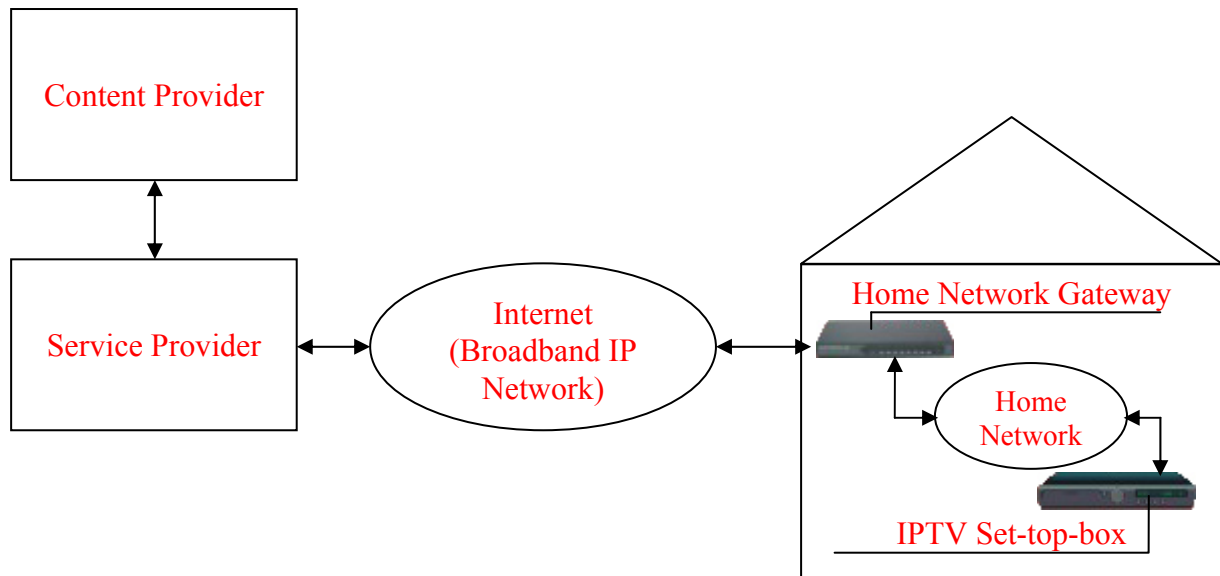 Content Provider
Service Provider
Internet
(Broadband IP
Network)
Home Network Gateway
Home
Network
IPTV Set-top-box